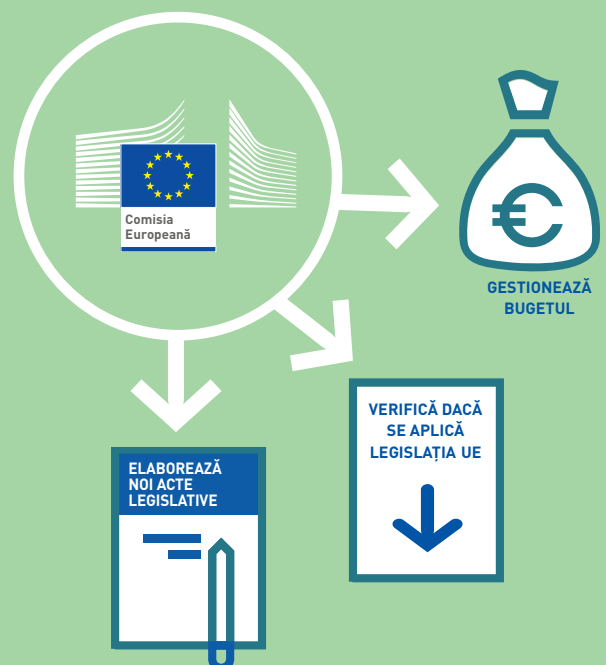 Comisia
Europeană
GESTIONEAZĂ
BUGETUL
VERIFICĂ DACĂ
SE APLICĂ
LEGISLAȚIA UE
ELABOREAZĂ
NOI ACTE
LEGISLATIVE